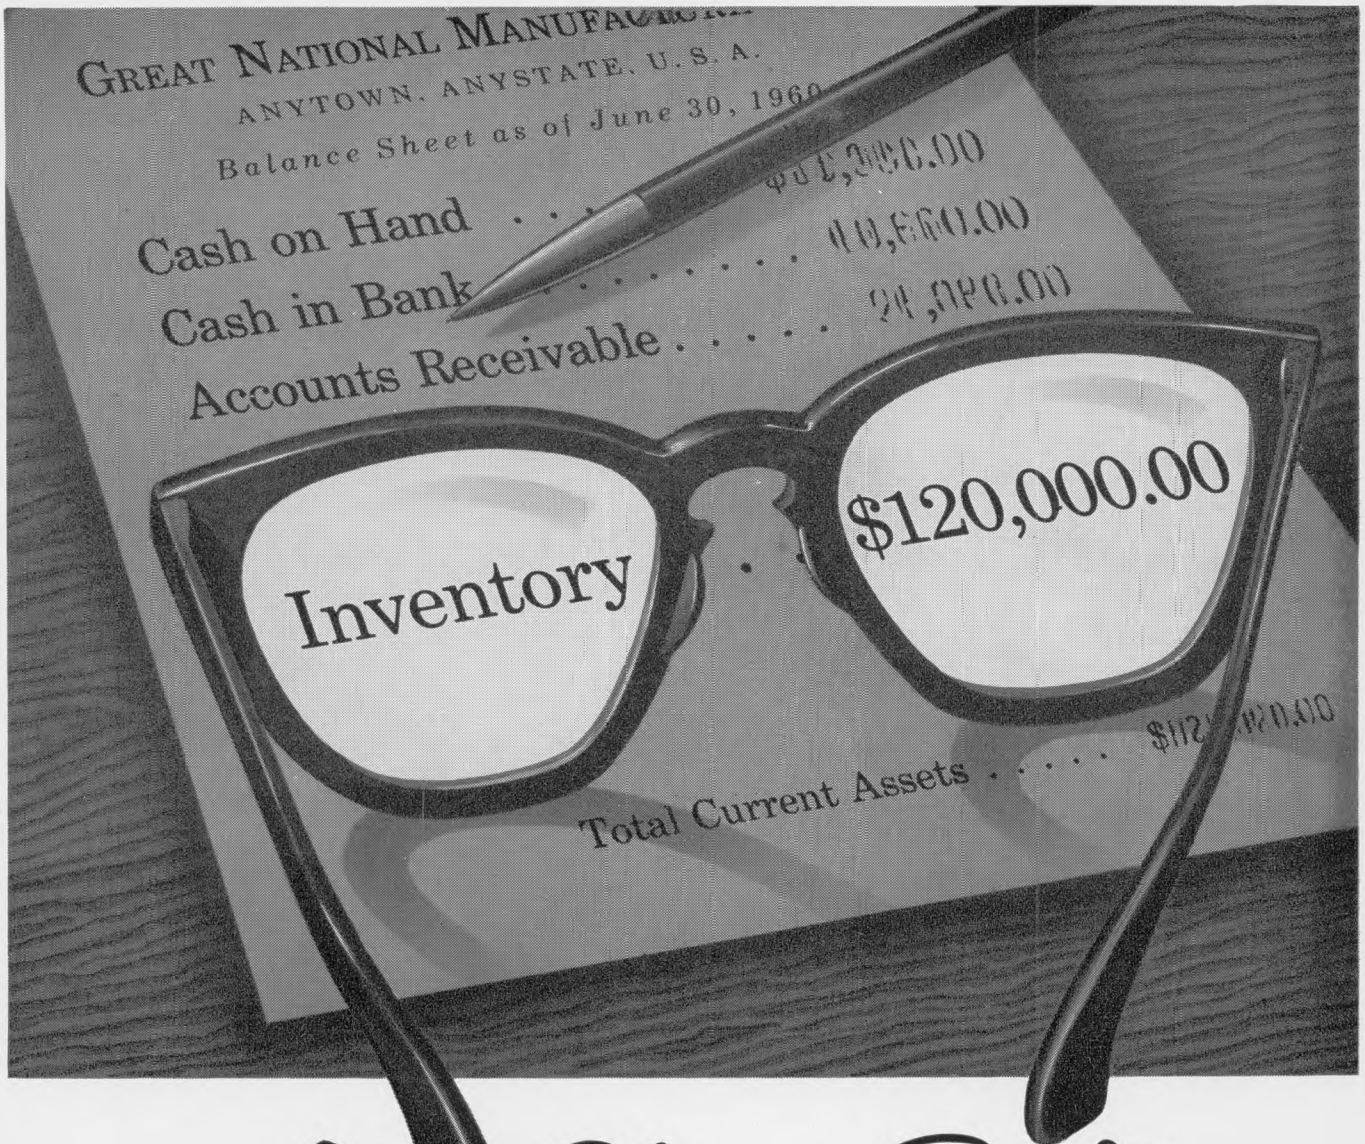 GREAT NATIONAL
ANYTOWN, ANYSTATE, U. S. A.
Balance Sheet as of June 30, 1960
Cash on Hand . . .
Cash in Bank . . . . . . . . .
Accounts Receivable . . . . .
Inventory . . $120,000.00
Total Current Assets . . . . . .